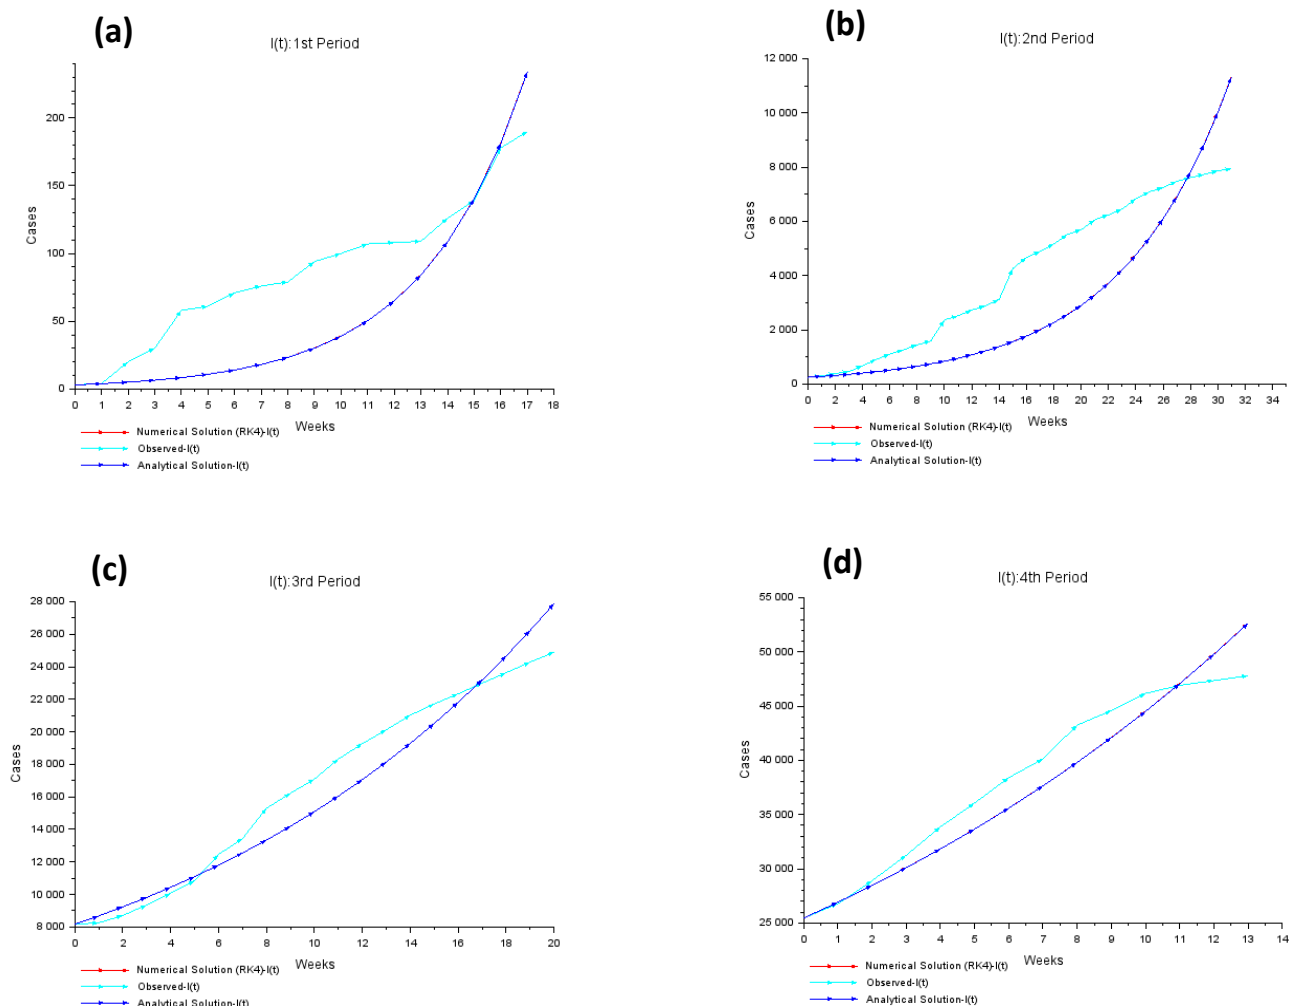 (a)
I(t):1st Period
Cases
200
150
100
50
0
0 1 2 3 4 5 6 7 8 9 10 11 12 13 14 15 16 17 18
Weeks
Numerical Solution (RK4)-I(t)
Observed-I(t)
Analytical Solution-I(t)
(b)
I(t):2nd Period
Cases
12 000
10 000
8 000
6 000
4 000
2 000
0
0 2 4 6 8 10 12 14 16 18 20 22 24 26 28 30 32 34
Weeks
Numerical Solution (RK4)-I(t)
Observed-I(t)
Analytical Solution-I(t)
(c)
I(t):3rd Period
Cases
28 000
26 000
24 000
22 000
20 000
18 000
16 000
14 000
12 000
10 000
8 000
0 2 4 6 8 10 12 14 16 18 20
Weeks
Numerical Solution (RK4)-I(t)
Observed-I(t)
Analytical Solution-I(t)
(d)
I(t):4th Period
Cases
55 000
50 000
45 000
40 000
35 000
30 000
25 000
0 1 2 3 4 5 6 7 8 9 10 11 12 13 14
Weeks
Numerical Solution (RK4)-I(t)
Observed-I(t)
Analytical Solution-I(t)